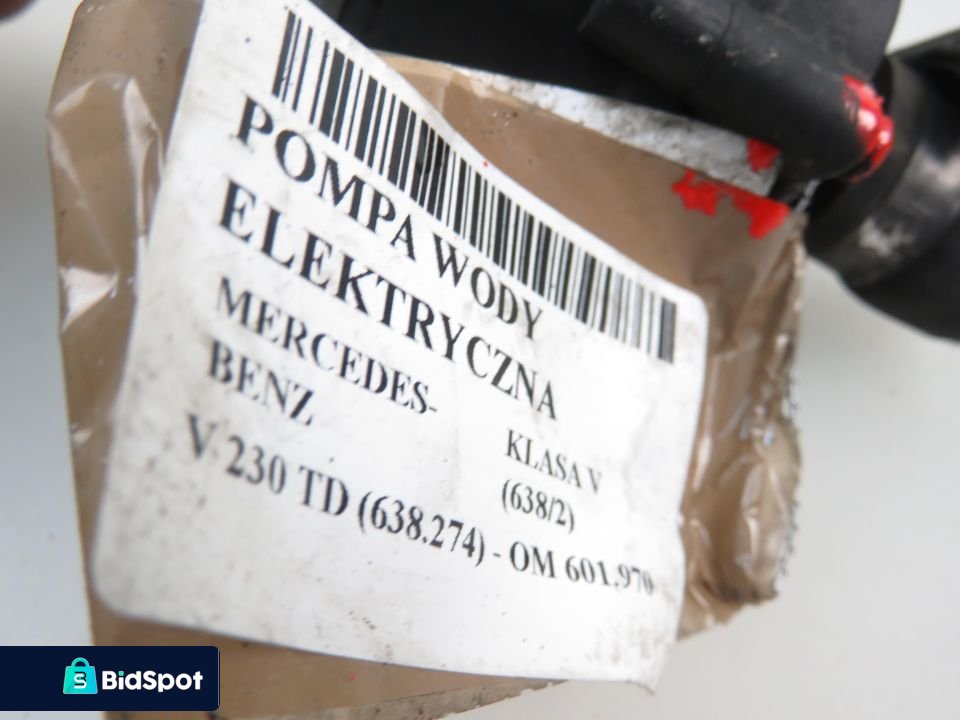 POMPA WODY
ELEKTRYCZNA
MERCEDES-
BENZ
KLASA V
(638/2)
V 230 TD (638.274) - OM 601.970
BidSpot